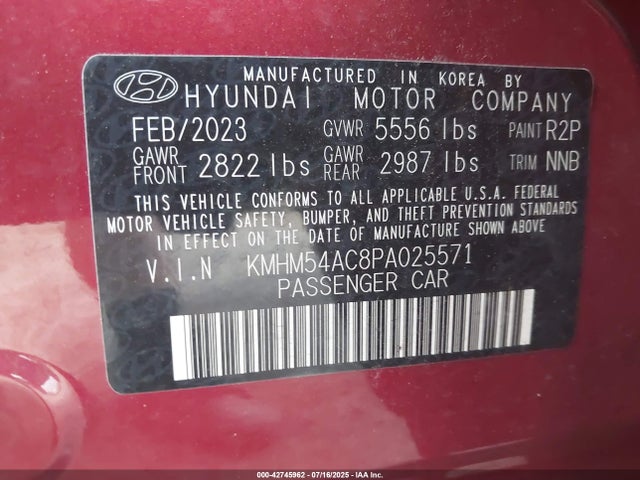 MANUFACTURED IN KOREA BY
HYUNDAI MOTOR COMPANY
FEB/2023 GVWR 5556 lbs PAINT R2P
GAWR FRONT 2822 lbs GAWR REAR 2987 lbs TRIM NNB
THIS VEHICLE CONFORMS TO ALL APPLICABLE U.S.A. FEDERAL
MOTOR VEHICLE SAFETY, BUMPER, AND THEFT PREVENTION STANDARDS
IN EFFECT ON THE DATE OF MANUFACTURE SHOWN ABOVE
V.I.N KMHM54AC8PA025571
PASSENGER CAR
000-42745962 - 07/16/2025 - IAA Inc.